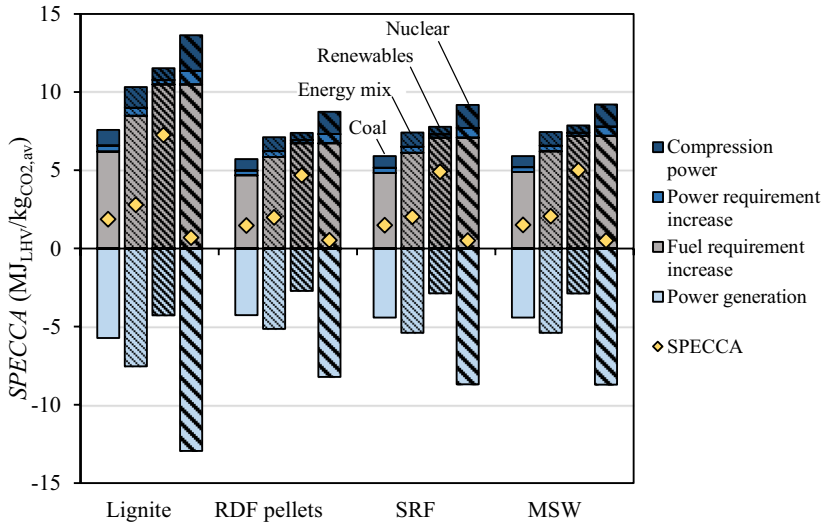 SPECCA (MJLHV/kgCO2,av)
15
10
5
0
-5
-10
-15
Nuclear
Renewables
Energy mix
Coal
Lignite
RDF pellets
SRF
MSW
Compression
power
Power requirement
increase
Fuel requirement
increase
Power generation
SPECCA